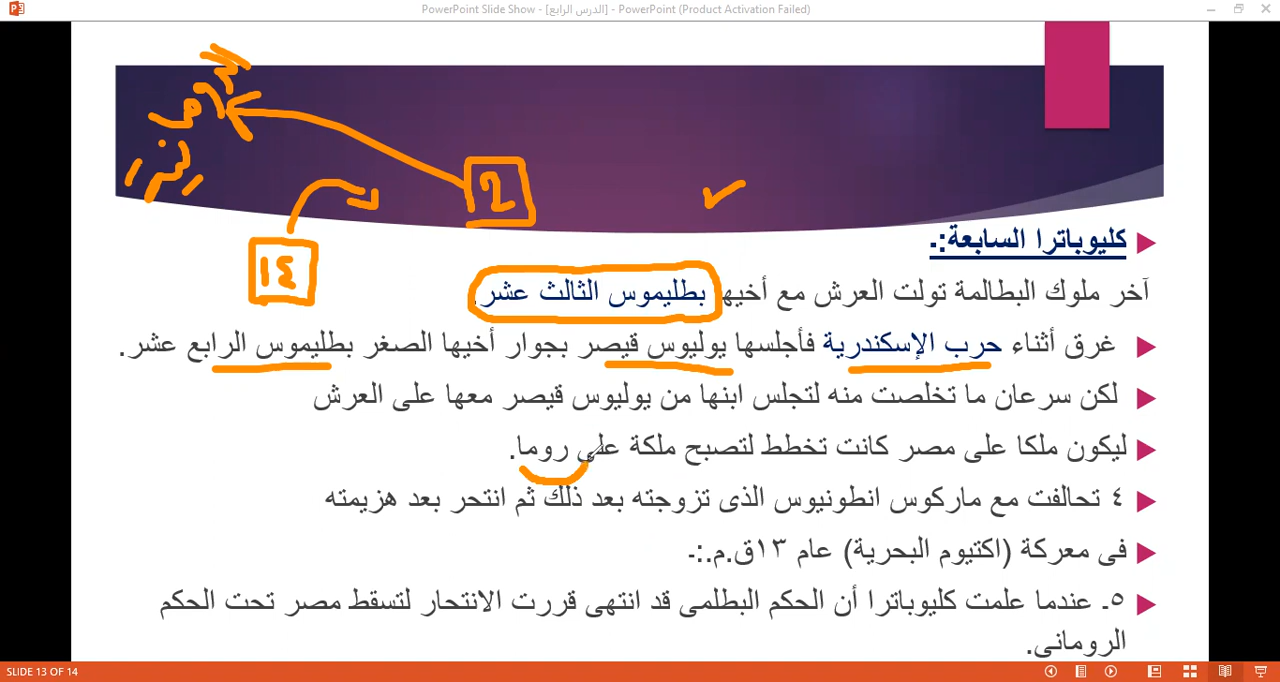 PowerPoint Slide Show - [الدرس الرابع] - PowerPoint (Product Activation Failed)
2
١٤
كليوباترا السابعة:ـ
آخر ملوك البطالمة تولت العرش مع أخيها بطليموس الثالث عشر.
غرق أثناء حرب الإسكندرية فأجلسها يوليوس قيصر بجوار أخيها الصغر بطليموس الرابع عشر.
لكن سرعان ما تخلصت منه لتجلس ابنها من يوليوس قيصر معها على العرش
ليكون ملكا على مصر كانت تخطط لتصبح ملكة على روما.
٤ تحالفت مع ماركوس انطونيوس الذى تزوجته بعد ذلك ثم انتحر بعد هزيمته
فى معركة (اكتيوم البحرية) عام ١٣ق.م.:ـ
٥ـ عندما علمت كليوباترا أن الحكم البطلمى قد انتهى قررت الانتحار لتسقط مصر تحت الحكم
الرومانى.
SLIDE 13 OF 14